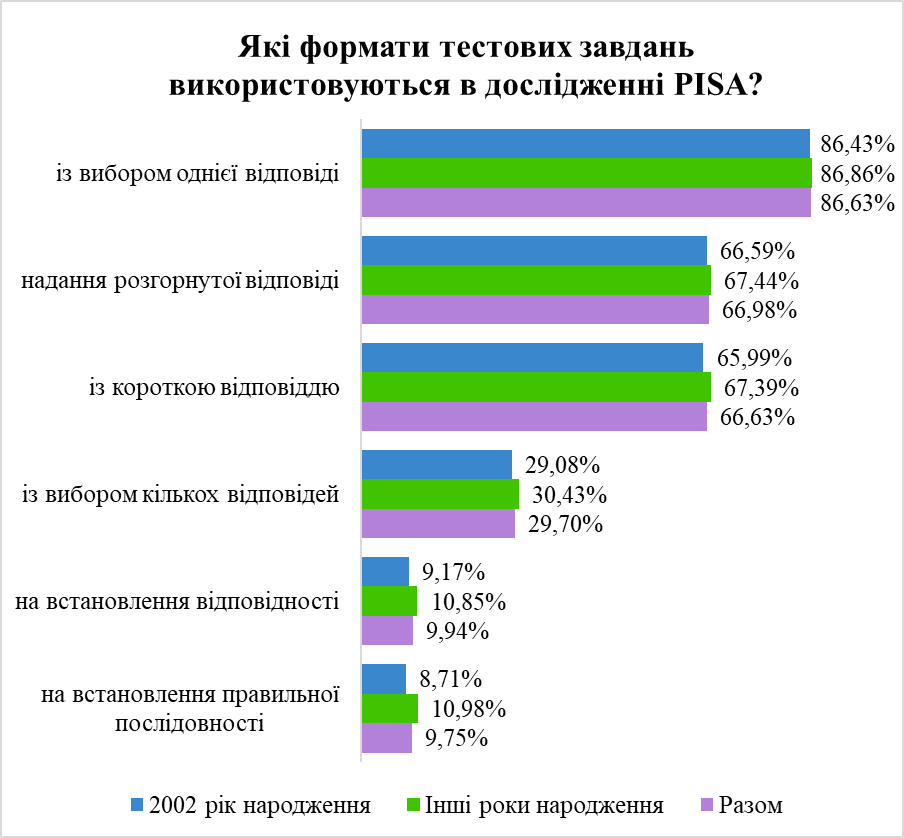 Які формати тестових завдань
використовуються в дослідженні PISA?
із вибором однієї відповіді
86,43%
86,86%
86,63%
надання розгорнутої відповіді
66,59%
67,44%
66,98%
із короткою відповіддю
65,99%
67,39%
66,63%
із вибором кількох відповідей
29,08%
30,43%
29,70%
на встановлення відповідності
9,17%
10,85%
9,94%
на встановлення правильної
послідовності
8,71%
10,98%
9,75%
2002 рік народження Інші роки народження Разом